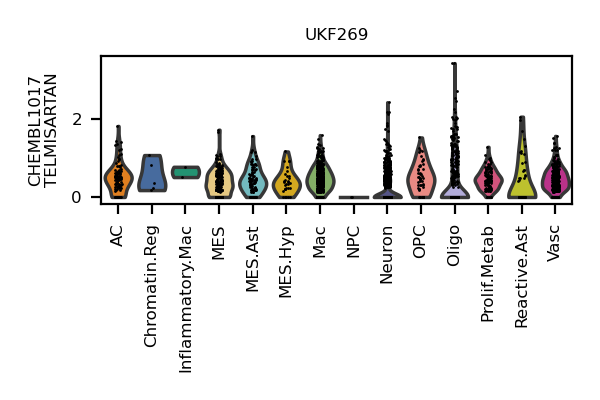 UKF269
CHEMBL1017
TELMISARTAN
2
0
AC
Chromatin.Reg
Inflammatory.Mac
MES
MES.Ast
MES.Hyp
Mac
NPC
Neuron
OPC
Oligo
Prolif.Metab
Reactive.Ast
Vasc